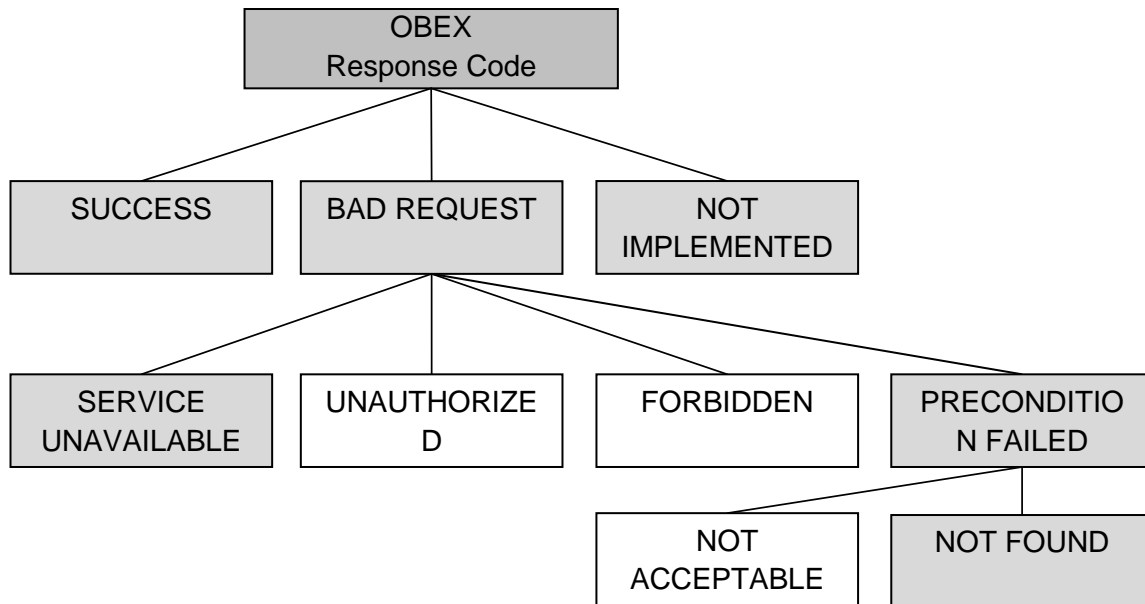 OBEX
Response Code
SUCCESS
BAD REQUEST
NOT
IMPLEMENTED
SERVICE
UNAVAILABLE
UNAUTHORIZE
D
FORBIDDEN
PRECONDITIO
N FAILED
NOT
ACCEPTABLE
NOT FOUND